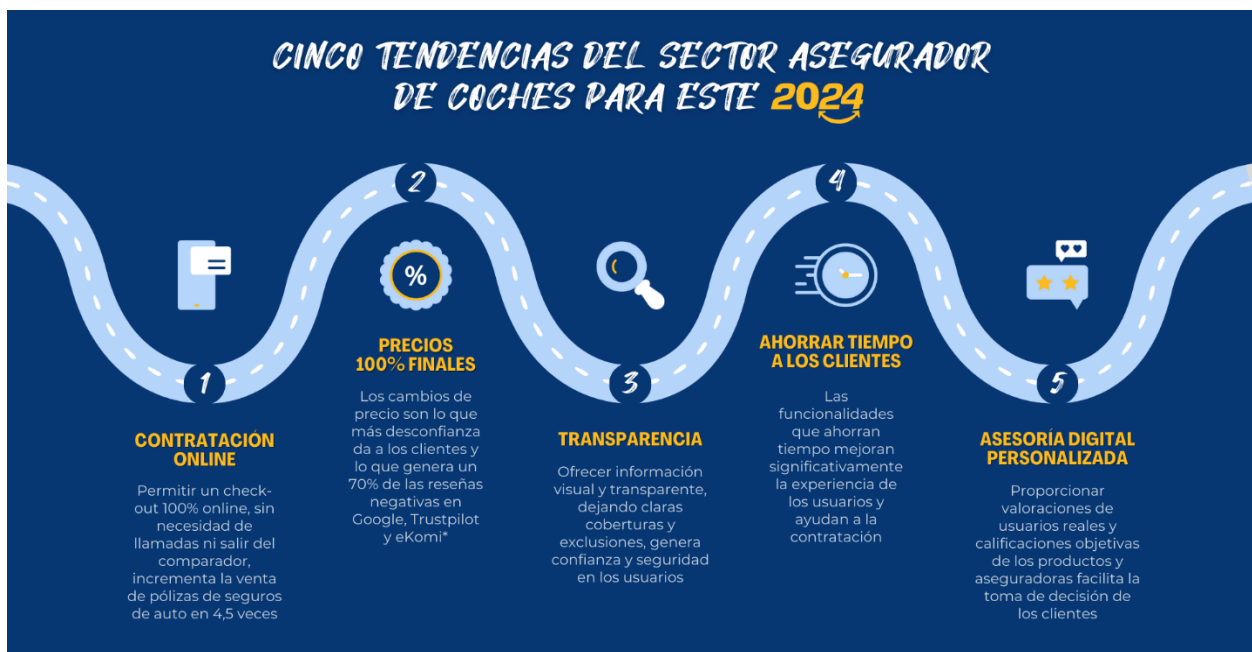 CINCO TENDENCIAS DEL SECTOR ASEGURADOR
DE COCHES PARA ESTE 2024
1
CONTRATACIÓN
ONLINE
Permitir un check-
out 100% online, sin
necesidad de
llamadas ni salir del
comparador,
incrementa la venta
de pólizas de seguros
de auto en 4,5 veces
2
%
PRECIOS
100% FINALES
Los cambios de
precio son lo que
más desconfianza
da a los clientes y
lo que genera un
70% de las reseñas
negativas en
Google, Trustpilot
y eKomi*
3
TRANSPARENCIA
Ofrecer información
visual y transparente,
dejando claras
coberturas y
exclusiones, genera
confianza y seguridad
en los usuarios
4
AHORRAR TIEMPO
A LOS CLIENTES
Las
funcionalidades
que ahorran
tiempo mejoran
significativamente
la experiencia de
los usuarios y
ayudan a la
contratación
5
ASESORÍA DIGITAL
PERSONALIZADA
Proporcionar
valoraciones de
usuarios reales y
calificaciones objetivas
de los productos y
aseguradoras facilita la
toma de decisión de
los clientes